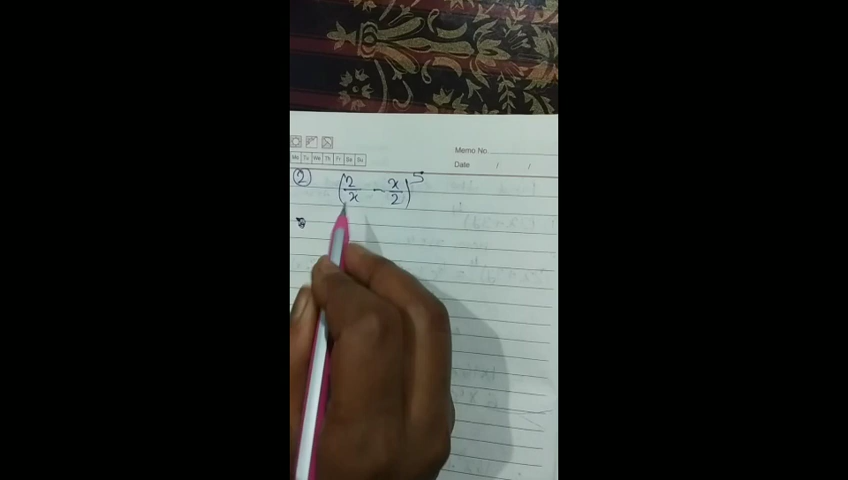 Memo No
Mo Tu We Th Fr Sa Su
Date / /
② (2/x - x/2)^5